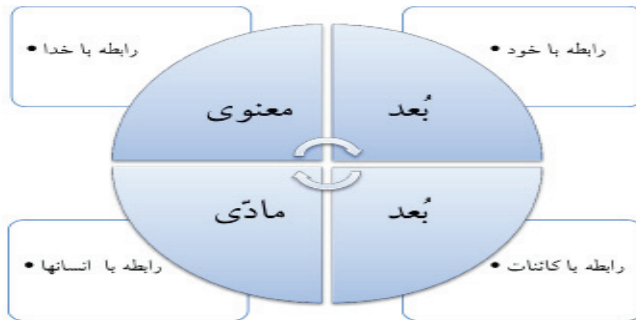 رابطه با خود •
رابطه با خدا •
بُعد
معنوی
بُعد
مادّی
رابطه با کائنات •
رابطه با انسانها •